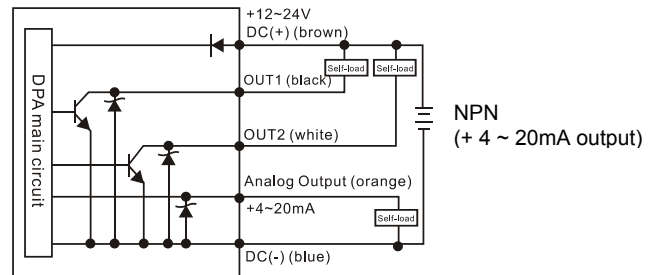 +12~24V
DC(+) (brown)
Self-load
Self-load
OUT1 (black)
DPA main circuit
NPN
(+ 4 ~ 20mA output)
OUT2 (white)
Analog Output (orange)
+4~20mA
Self-load
DC(-) (blue)